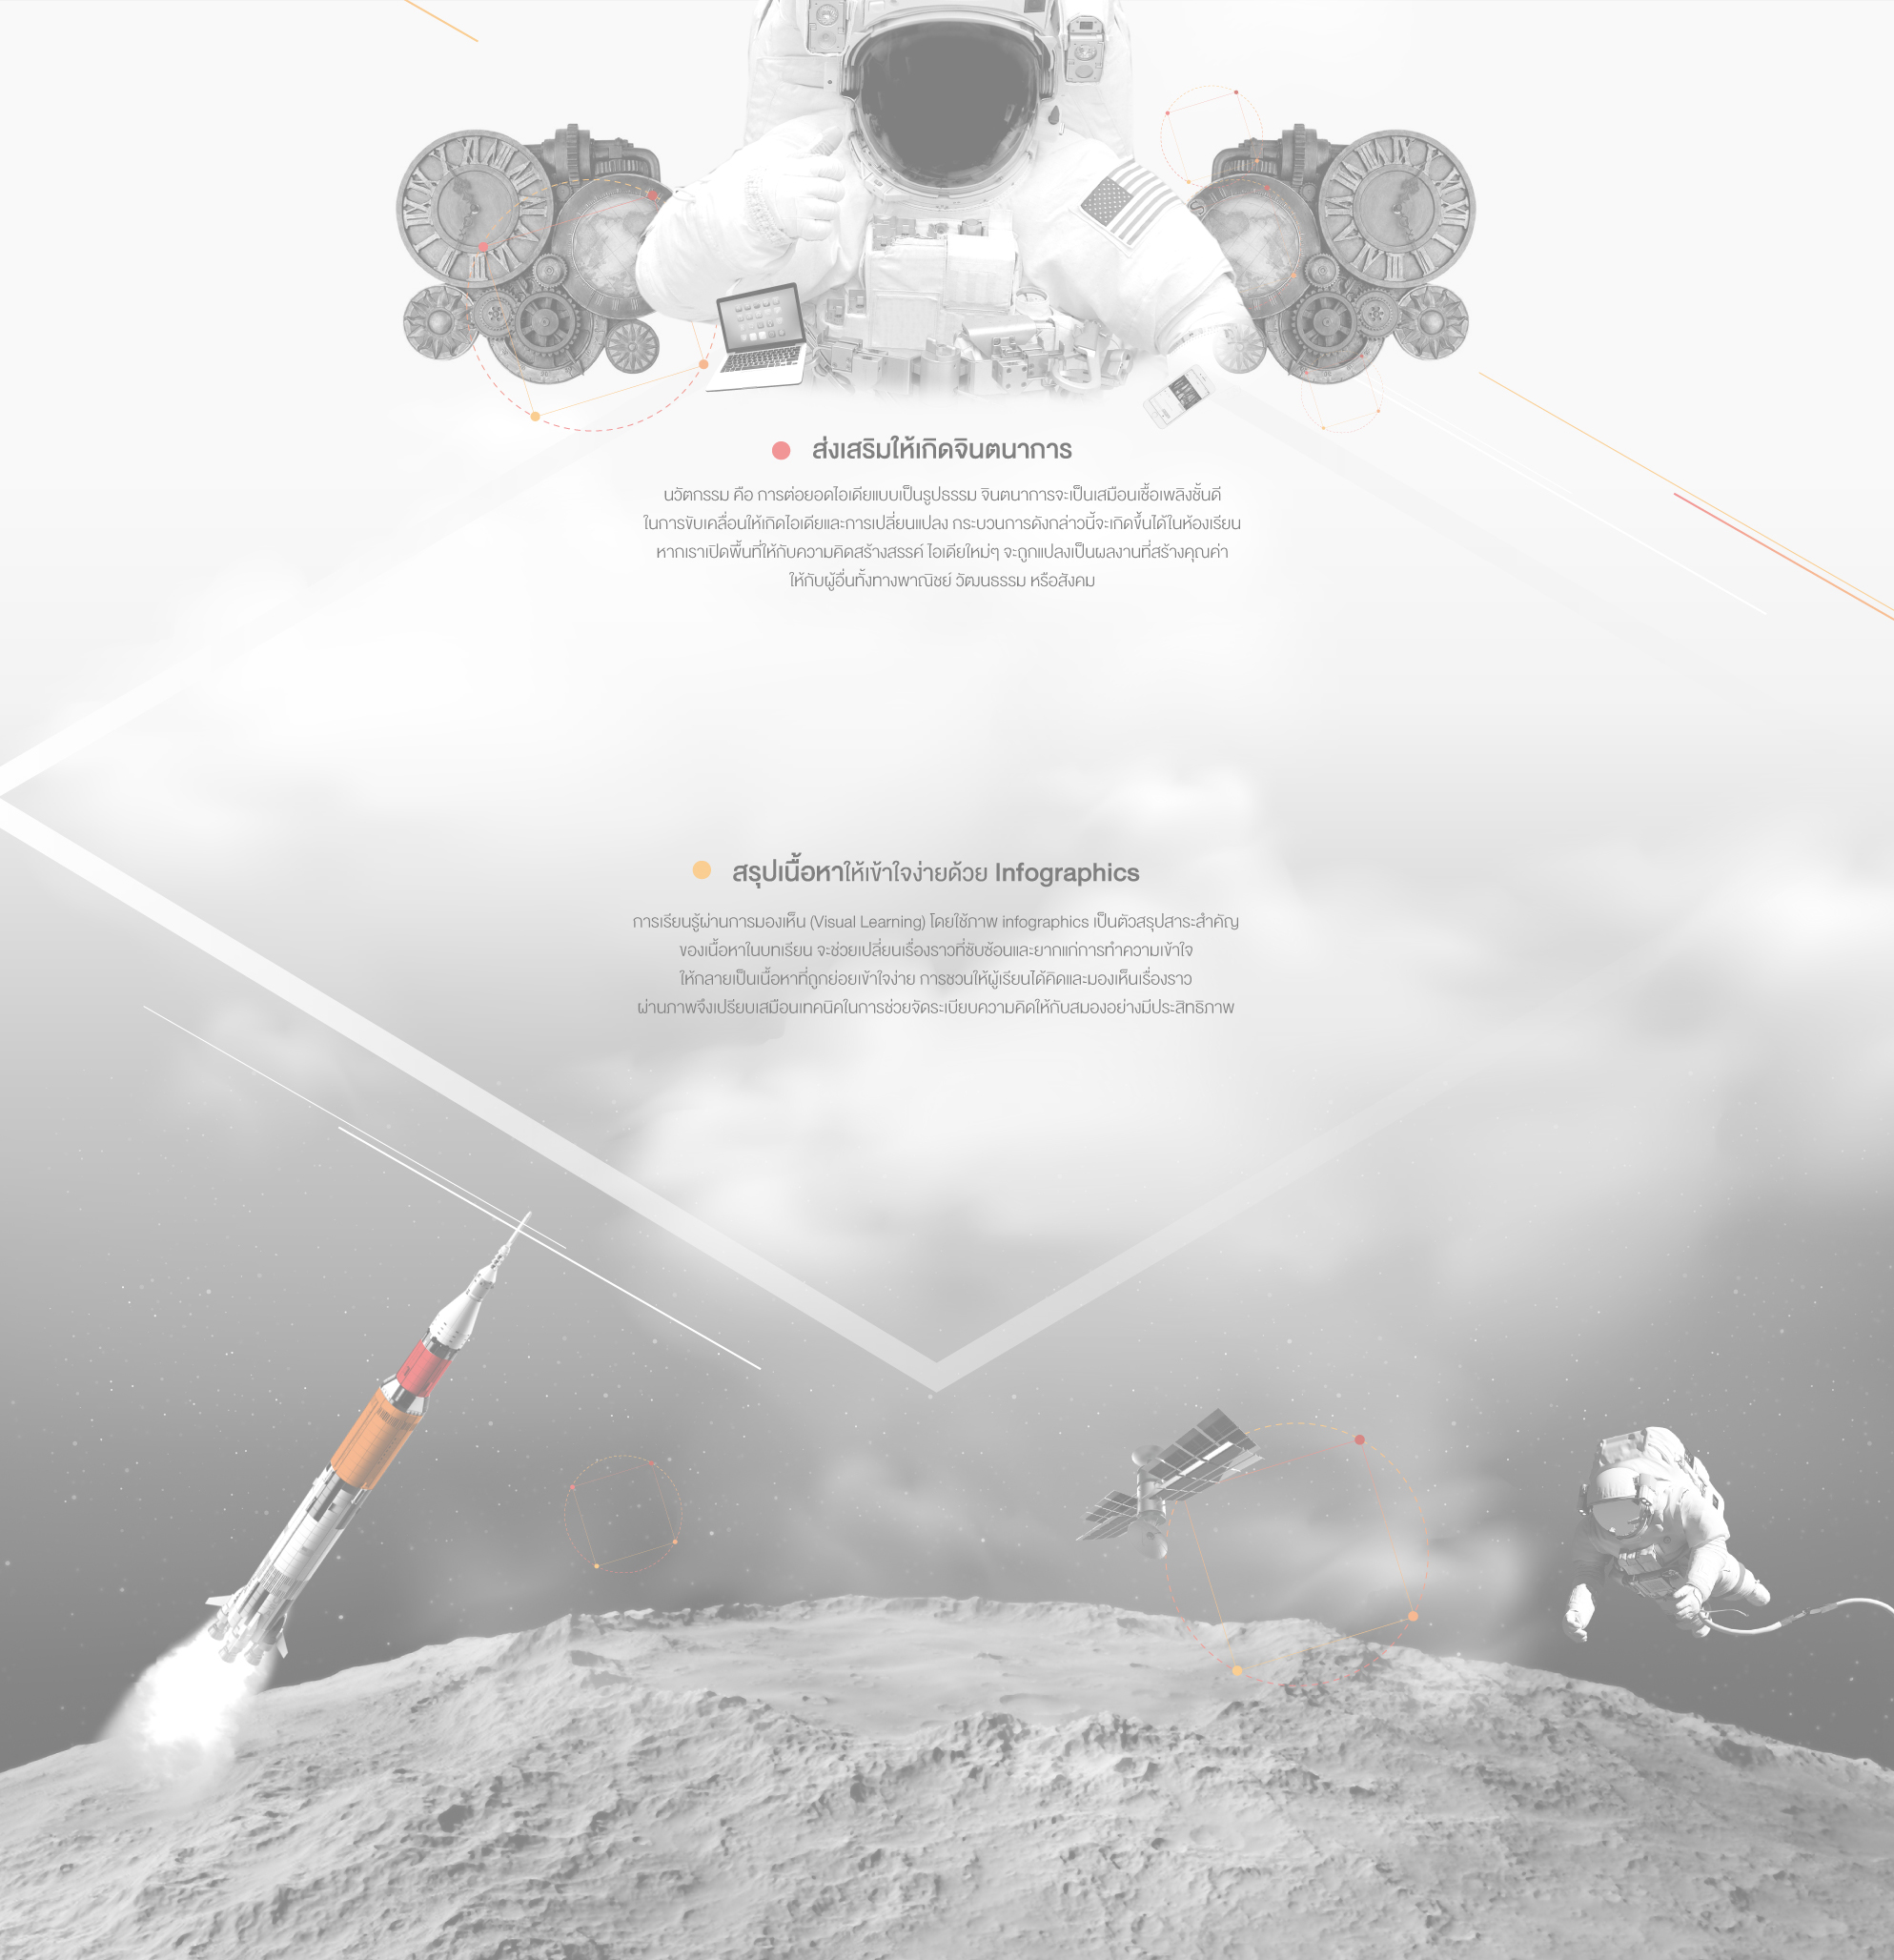 ส่งเสริมให้เกิดจินตนาการ
นวัตกรรม คือ การต่อยอดไอเดียแบบเป็นรูปธรรม จินตนาการจะเป็นเสมือนเชื้อเพลิงชั้นดี
ในการขับเคลื่อนให้เกิดไอเดียและการเปลี่ยนแปลง กระบวนการดังกล่าวนี้จะเกิดขึ้นได้ในห้องเรียน
หากเราเปิดพื้นที่ให้กับความคิดสร้างสรรค์ ไอเดียใหม่ๆ จะถูกแปลงเป็นผลงานที่สร้างคุณค่า
ให้กับผู้อื่นทั้งทางพาณิชย์ วัฒนธรรม หรือสังคม
สรุปเนื้อหาให้เข้าใจง่ายด้วย Infographics
การเรียนรู้ผ่านการมองเห็น (Visual Learning) โดยใช้ภาพ infographics เป็นตัวสรุปสาระสำคัญ
ของเนื้อหาในบทเรียน จะช่วยเปลี่ยนเรื่องราวที่ซับซ้อนและยากแก่การทำความเข้าใจ
ให้กลายเป็นเนื้อหาที่ถูกย่อยเข้าใจง่าย การชวนให้ผู้เรียนได้คิดและมองเห็นเรื่องราว
ผ่านภาพจึงเปรียบเสมือนเทคนิคในการช่วยจัดระเบียบความคิดให้กับสมองอย่างมีประสิทธิภาพ